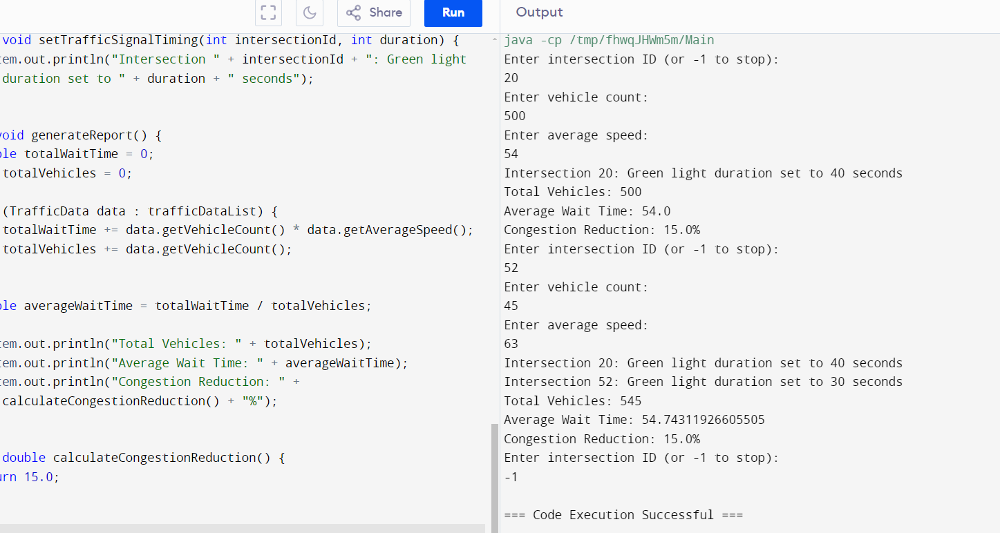 Share
Run
Output
void setTrafficSignalTiming(int intersectionId, int duration) {
tem.out.println("Intersection " + intersectionId + ": Green light
duration set to " + duration + " seconds");
void generateReport() {
ble totalWaitTime = 0;
totalVehicles = 0;
(TrafficData data : trafficDataList) {
totalWaitTime += data.getVehicleCount() * data.getAverageSpeed();
totalVehicles += data.getVehicleCount();
ble averageWaitTime = totalWaitTime / totalVehicles;
tem.out.println("Total Vehicles: " + totalVehicles);
tem.out.println("Average Wait Time: " + averageWaitTime);
tem.out.println("Congestion Reduction: " +
calculateCongestionReduction() + "%");
double calculateCongestionReduction() {
urn 15.0;
java -cp /tmp/fhwqJHWm5m/Main
Enter intersection ID (or -1 to stop):
20
Enter vehicle count:
500
Enter average speed:
54
Intersection 20: Green light duration set to 40 seconds
Total Vehicles: 500
Average Wait Time: 54.0
Congestion Reduction: 15.0%
Enter intersection ID (or -1 to stop):
52
Enter vehicle count:
45
Enter average speed:
63
Intersection 20: Green light duration set to 40 seconds
Intersection 52: Green light duration set to 30 seconds
Total Vehicles: 545
Average Wait Time: 54.74311926605505
Congestion Reduction: 15.0%
Enter intersection ID (or -1 to stop):
-1
=== Code Execution Successful ===